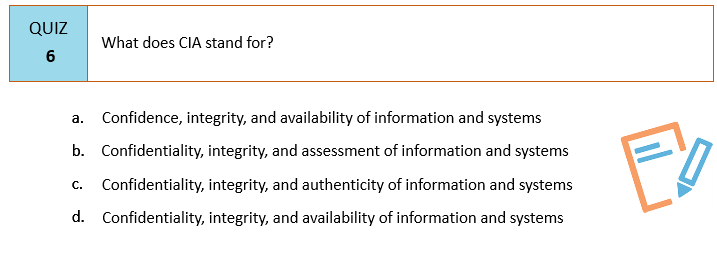 QUIZ
6
What does CIA stand for?
a. Confidence, integrity, and availability of information and systems
b. Confidentiality, integrity, and assessment of information and systems
c. Confidentiality, integrity, and authenticity of information and systems
d. Confidentiality, integrity, and availability of information and systems